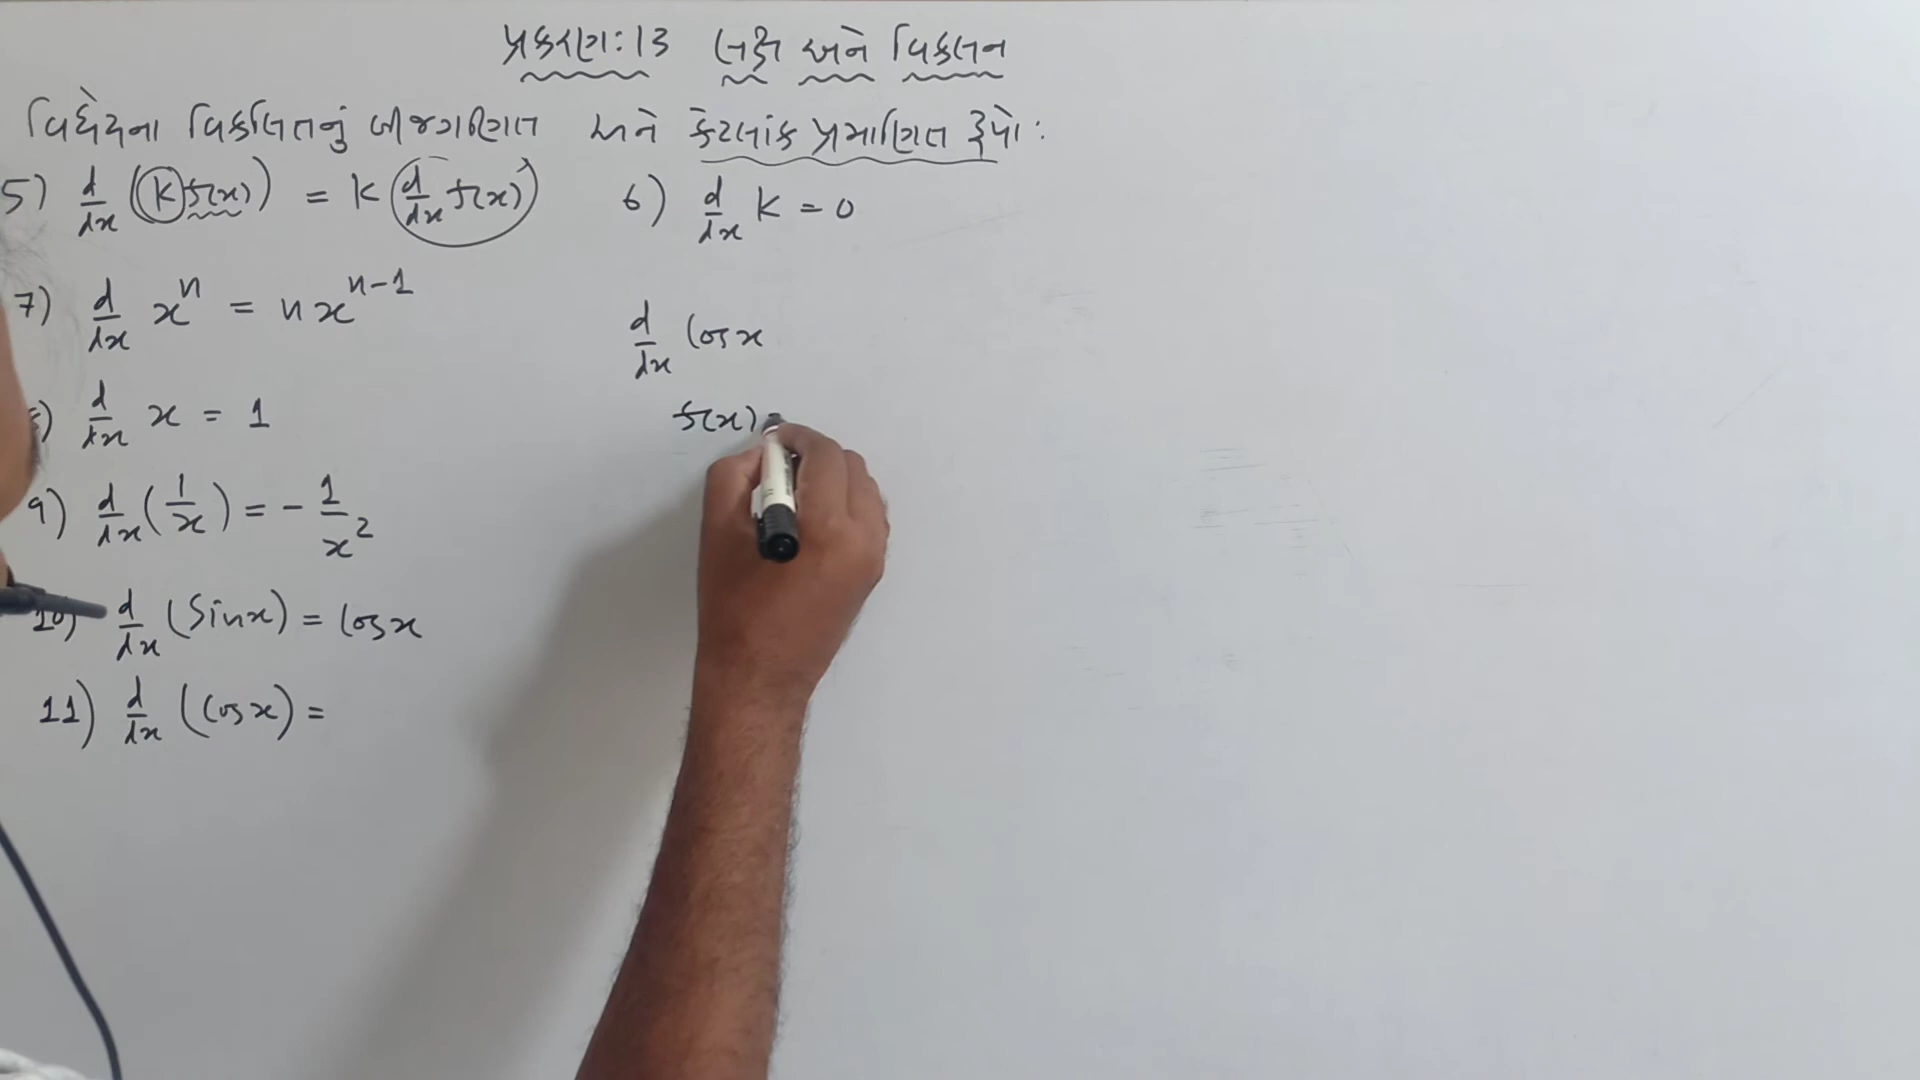 પ્રકરણ:13 લક્ષ અને વિકલન
વિધેયના વિકલિતનું બીજગણિત અને કેટલાંક પ્રમાણિત રૂપો:
5) d/dx (k f(x)) = k (d/dx f(x))
6) d/dx k = 0
7) d/dx x^n = n x^(n-1)
d/dx x = 1
9) d/dx (1/x) = - 1/x^2
10) d/dx (sin x) = cos x
11) d/dx (cos x) =
d/dx cos x
f(x) =